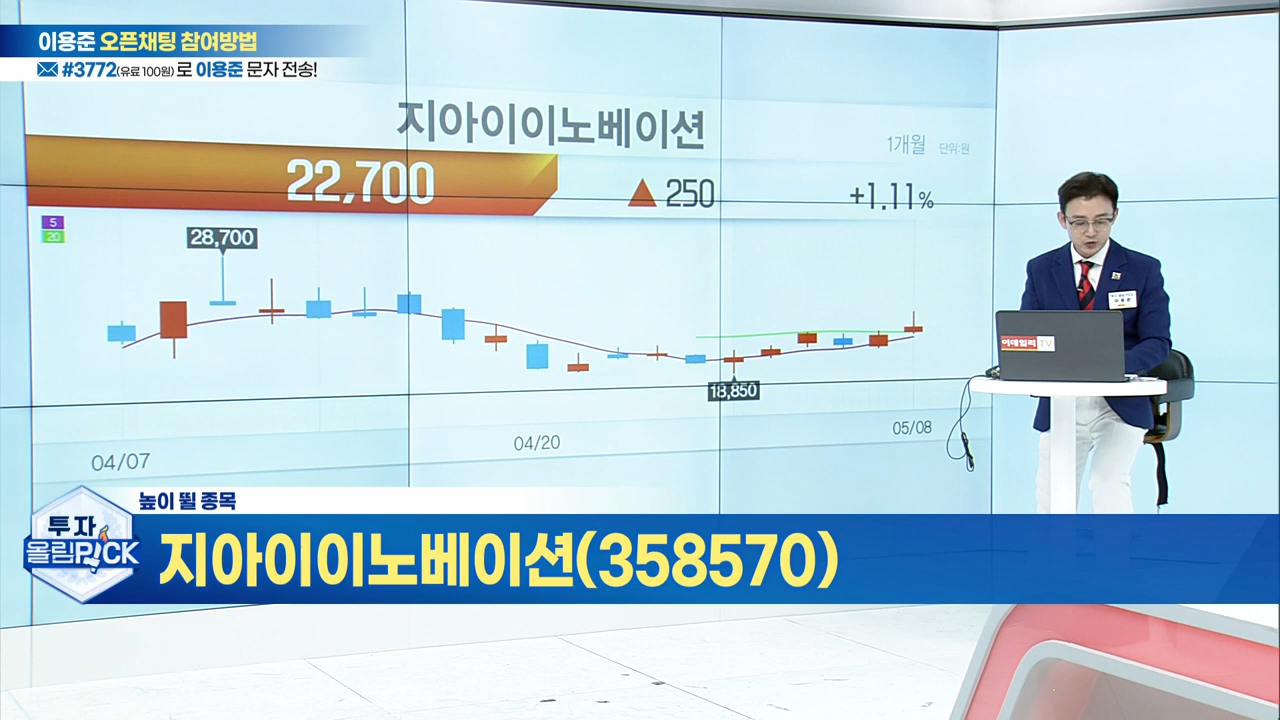 이용준 오픈채팅 참여방법
#3772(유료 100원)로 이용준 문자 전송!
지아이이노베이션
1개월 단위:원
22,700 ▲ 250 +1.11%
5
20
28,700
18,850
04/07 04/20 05/08
이데일리TV
높이 뛸 종목
투자
올림PICK
지아이이노베이션(358570)